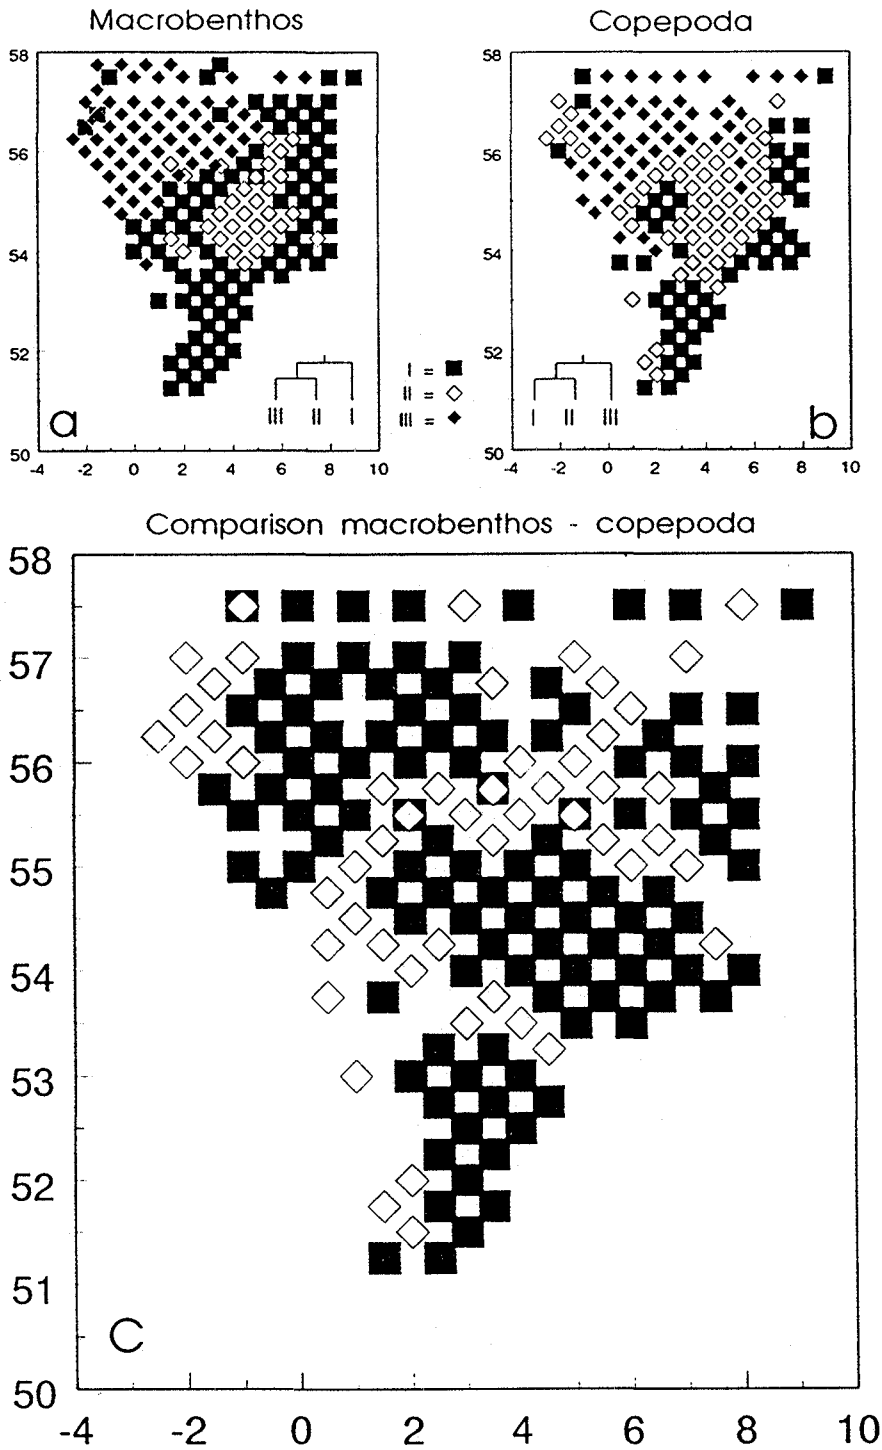 Macrobenthos
Copepoda
58
56
54
52
50
-4 -2 0 2 4 6 8 10
a
III II I
I =
II =
III =
58
56
54
52
50
-4 -2 0 2 4 6 8 10
I II III
b
Comparison macrobenthos - copepoda
58
57
56
55
54
53
52
51
50
-4 -2 0 2 4 6 8 10
C